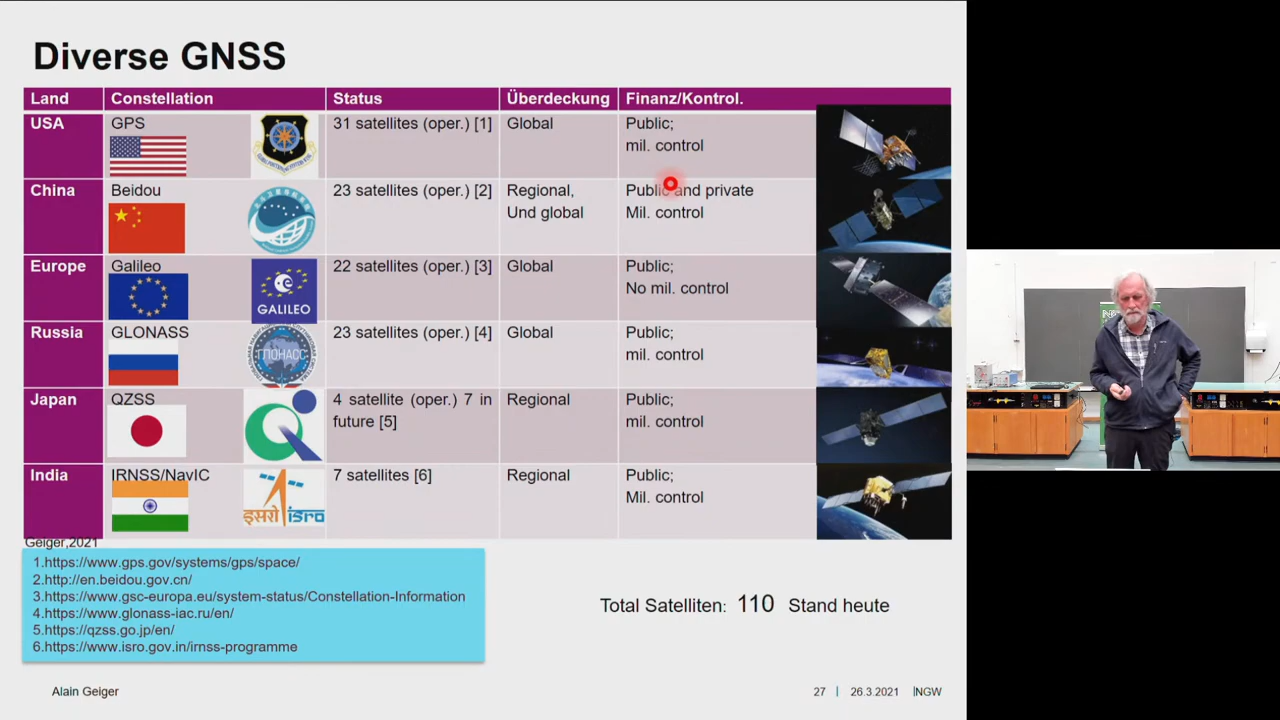 Diverse GNSS
Land Constellation Status Überdeckung Finanz/Kontrol.
USA GPS 31 satellites (oper.) [1] Global Public;
mil. control
China Beidou 23 satellites (oper.) [2] Regional, Public and private
Und global Mil. control
Europe Galileo 22 satellites (oper.) [3] Global Public;
No mil. control
GALILEO
Russia GLONASS 23 satellites (oper.) [4] Global Public;
ГЛОНАСС mil. control
Japan QZSS 4 satellite (oper.) 7 in Regional Public;
future [5] mil. control
India IRNSS/NavIC 7 satellites [6] Regional Public;
Mil. control
इसरो isro
Geiger,2021
1.https://www.gps.gov/systems/gps/space/
2.http://en.beidou.gov.cn/
3.https://www.gsc-europa.eu/system-status/Constellation-Information
4.https://www.glonass-iac.ru/en/
5.https://qzss.go.jp/en/
6.https://www.isro.gov.in/irnss-programme
Total Satelliten: 110 Stand heute
Alain Geiger 27 | 26.3.2021 |NGW